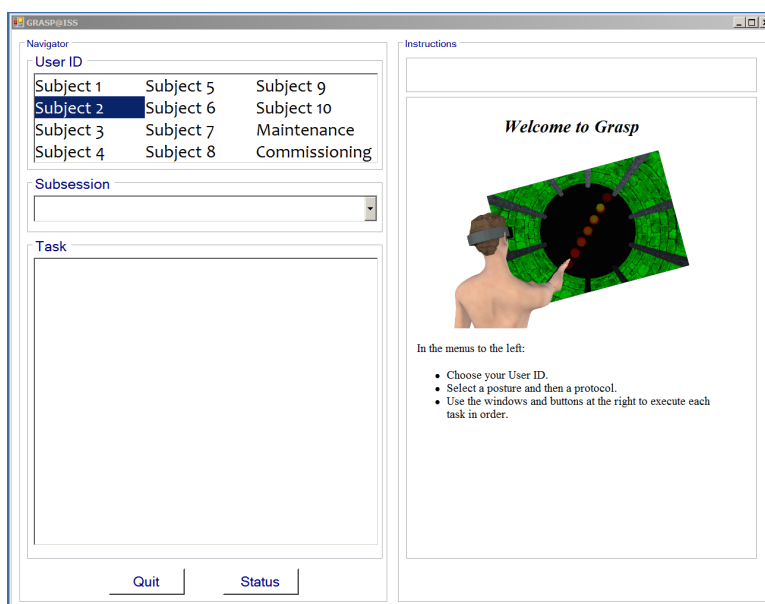 GRASP@ISS
Navigator
User ID
Subject 1 Subject 5 Subject 9
Subject 2 Subject 6 Subject 10
Subject 3 Subject 7 Maintenance
Subject 4 Subject 8 Commissioning
Subsession
Task
Quit Status
Instructions
Welcome to Grasp
In the menus to the left:
• Choose your User ID.
• Select a posture and then a protocol.
• Use the windows and buttons at the right to execute each
task in order.